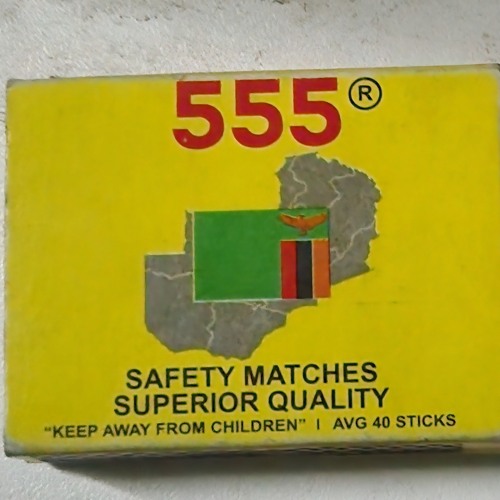 555®
SAFETY MATCHES
SUPERIOR QUALITY
"KEEP AWAY FROM CHILDREN" | AVG 40 STICKS